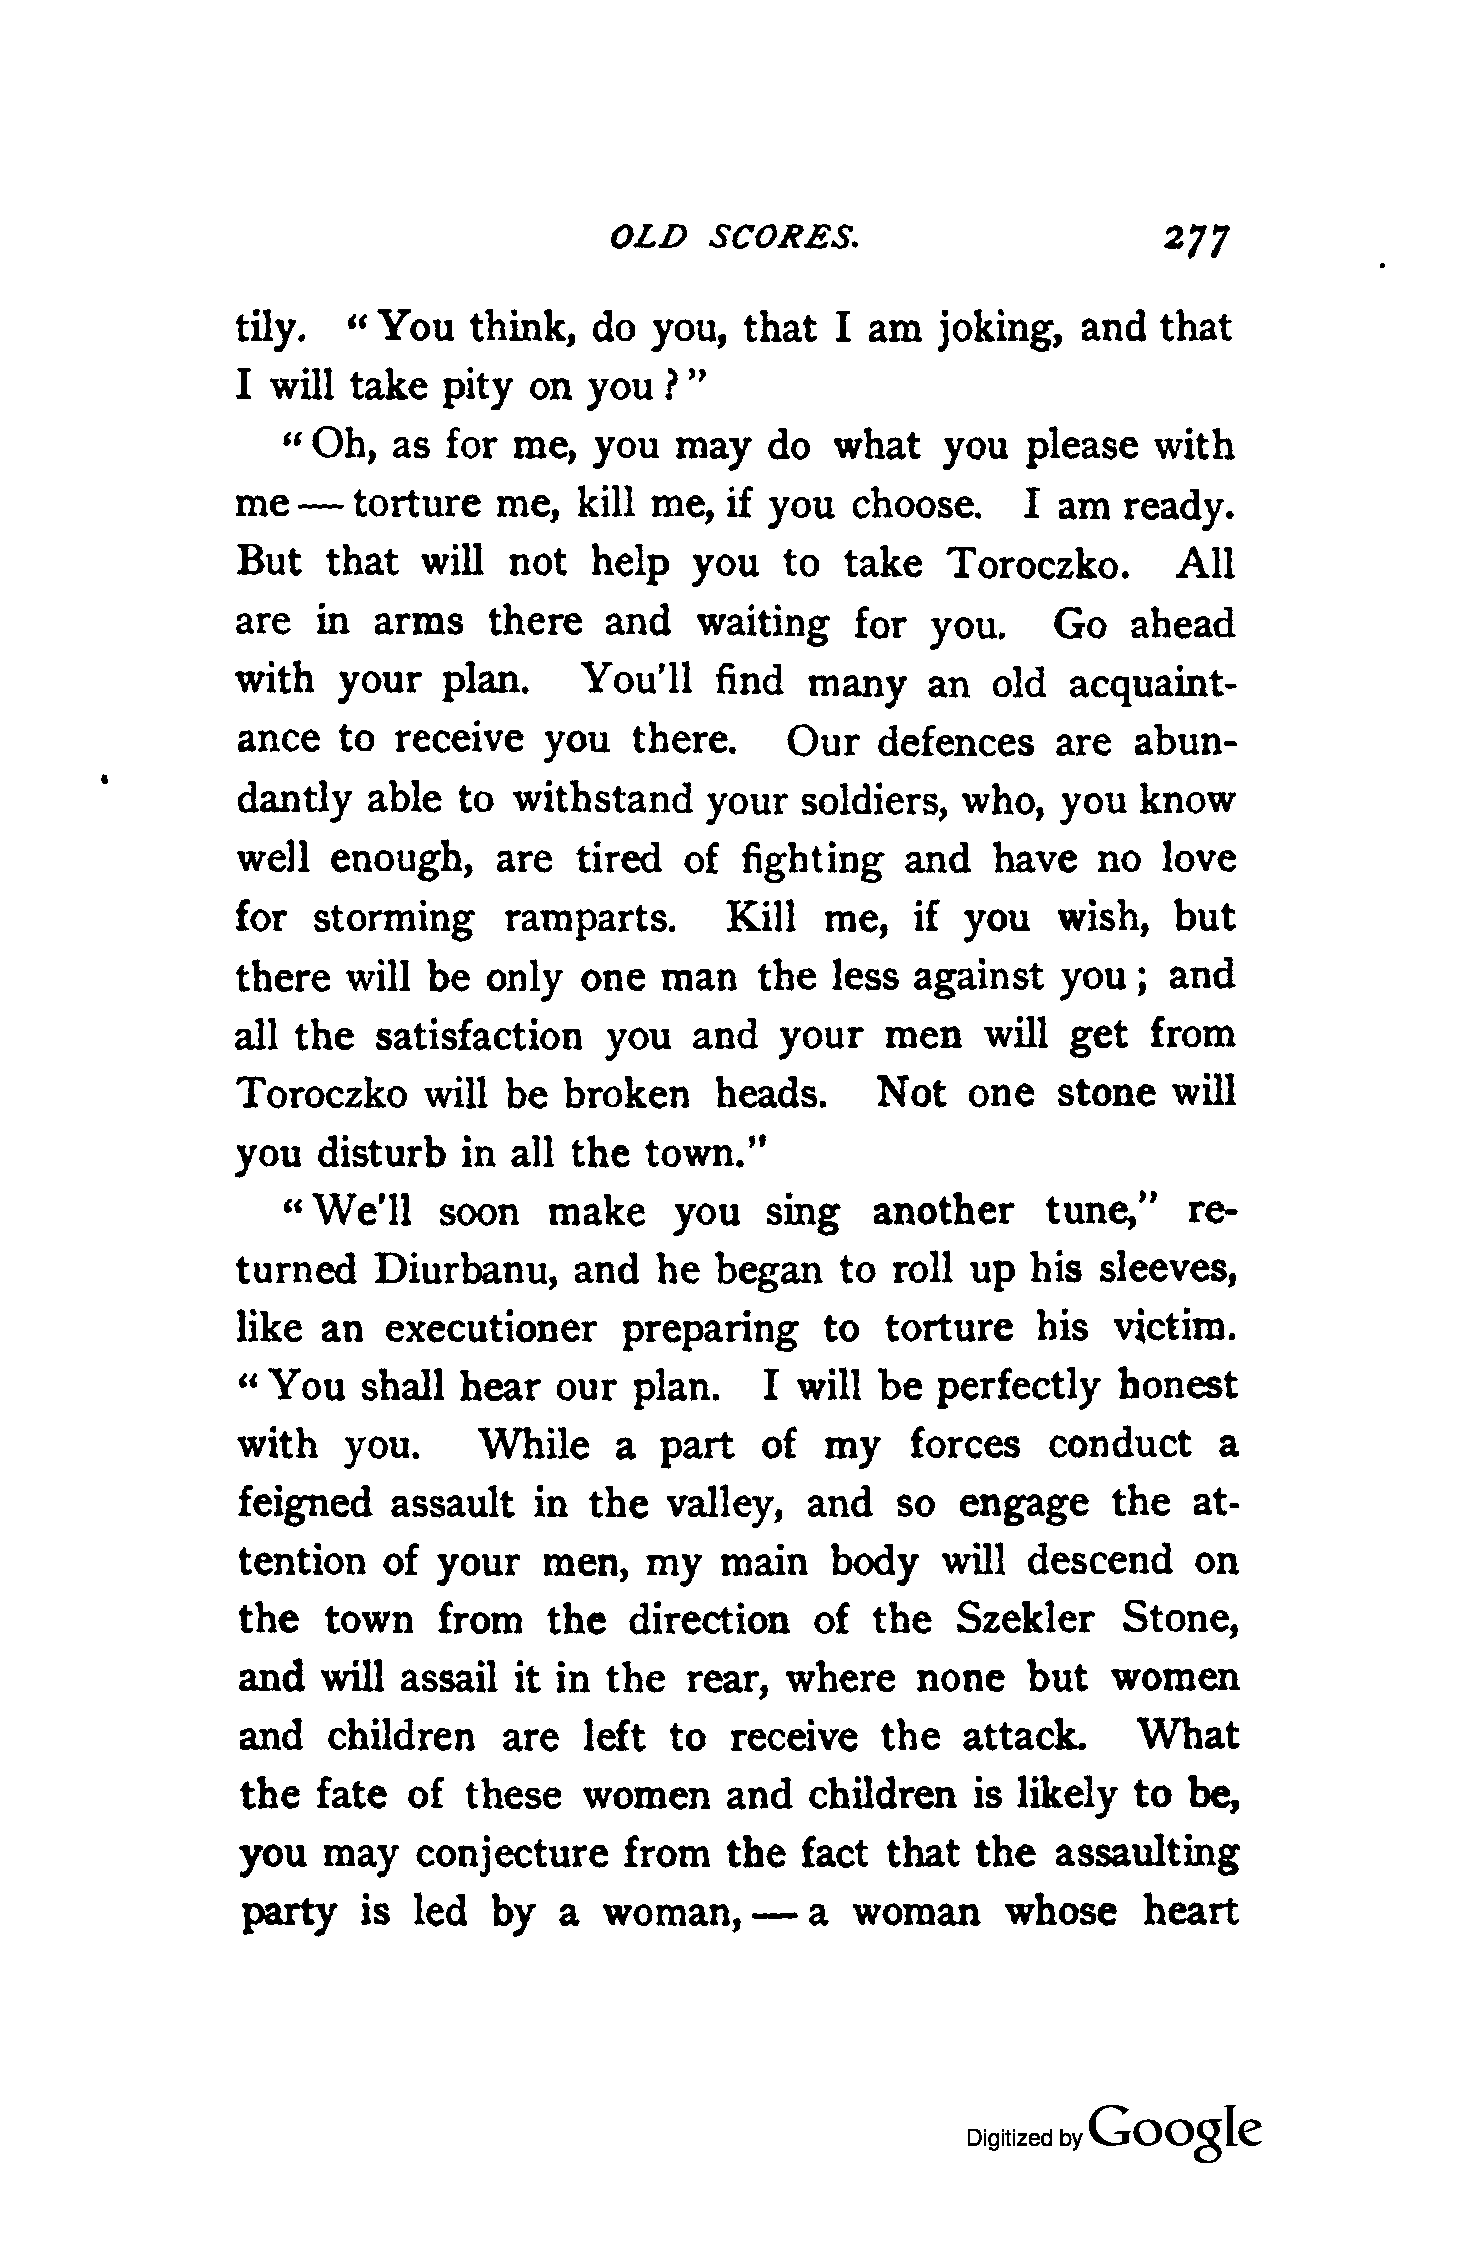 OLD SCORES. 277
tily. "You think, do you, that I am joking, and that
I will take pity on you?"
"Oh, as for me, you may do what you please with
me — torture me, kill me, if you choose. I am ready.
But that will not help you to take Toroczko. All
are in arms there and waiting for you. Go ahead
with your plan. You'll find many an old acquaint-
ance to receive you there. Our defences are abun-
dantly able to withstand your soldiers, who, you know
well enough, are tired of fighting and have no love
for storming ramparts. Kill me, if you wish, but
there will be only one man the less against you; and
all the satisfaction you and your men will get from
Toroczko will be broken heads. Not one stone will
you disturb in all the town."
"We'll soon make you sing another tune," re-
turned Diurbanu, and he began to roll up his sleeves,
like an executioner preparing to torture his victim.
"You shall hear our plan. I will be perfectly honest
with you. While a part of my forces conduct a
feigned assault in the valley, and so engage the at-
tention of your men, my main body will descend on
the town from the direction of the Szekler Stone,
and will assail it in the rear, where none but women
and children are left to receive the attack. What
the fate of these women and children is likely to be,
you may conjecture from the fact that the assaulting
party is led by a woman, — a woman whose heart
Digitized by Google